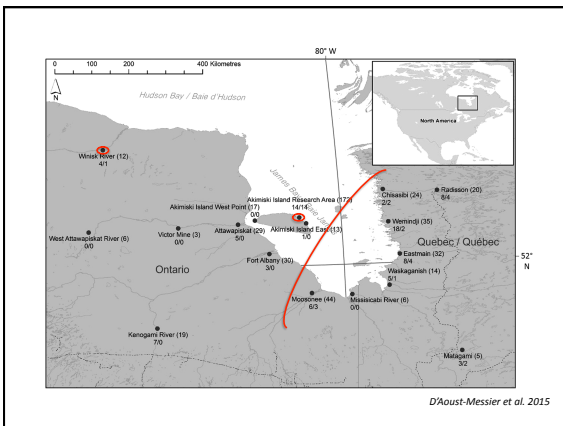 80° W
0 100 200 400 Kilometres
N
Hudson Bay / Baie d'Hudson
North America
Winisk River (12)
4/1
James Bay
Akimiski Island Research Area (172)
14/14
Chisasibi (24)
2/2
Radisson (20)
8/4
Akimiski Island West Point (17)
0/0
Akimiski Island East (13)
1/0
Wemindji (35)
18/2
West Attawapiskat River (6)
0/0
Victor Mine (3)
0/0
Attawapiskat (29)
5/0
Quebec / Québec
Eastmain (32)
8/4
Fort Albany (30)
3/0
52°
N
Ontario
Waskaganish (14)
5/1
Moosonee (44)
6/3
Missisicabi River (6)
0/0
Kenogami River (19)
7/0
Matagami (5)
3/2
D'Aoust-Messier et al. 2015